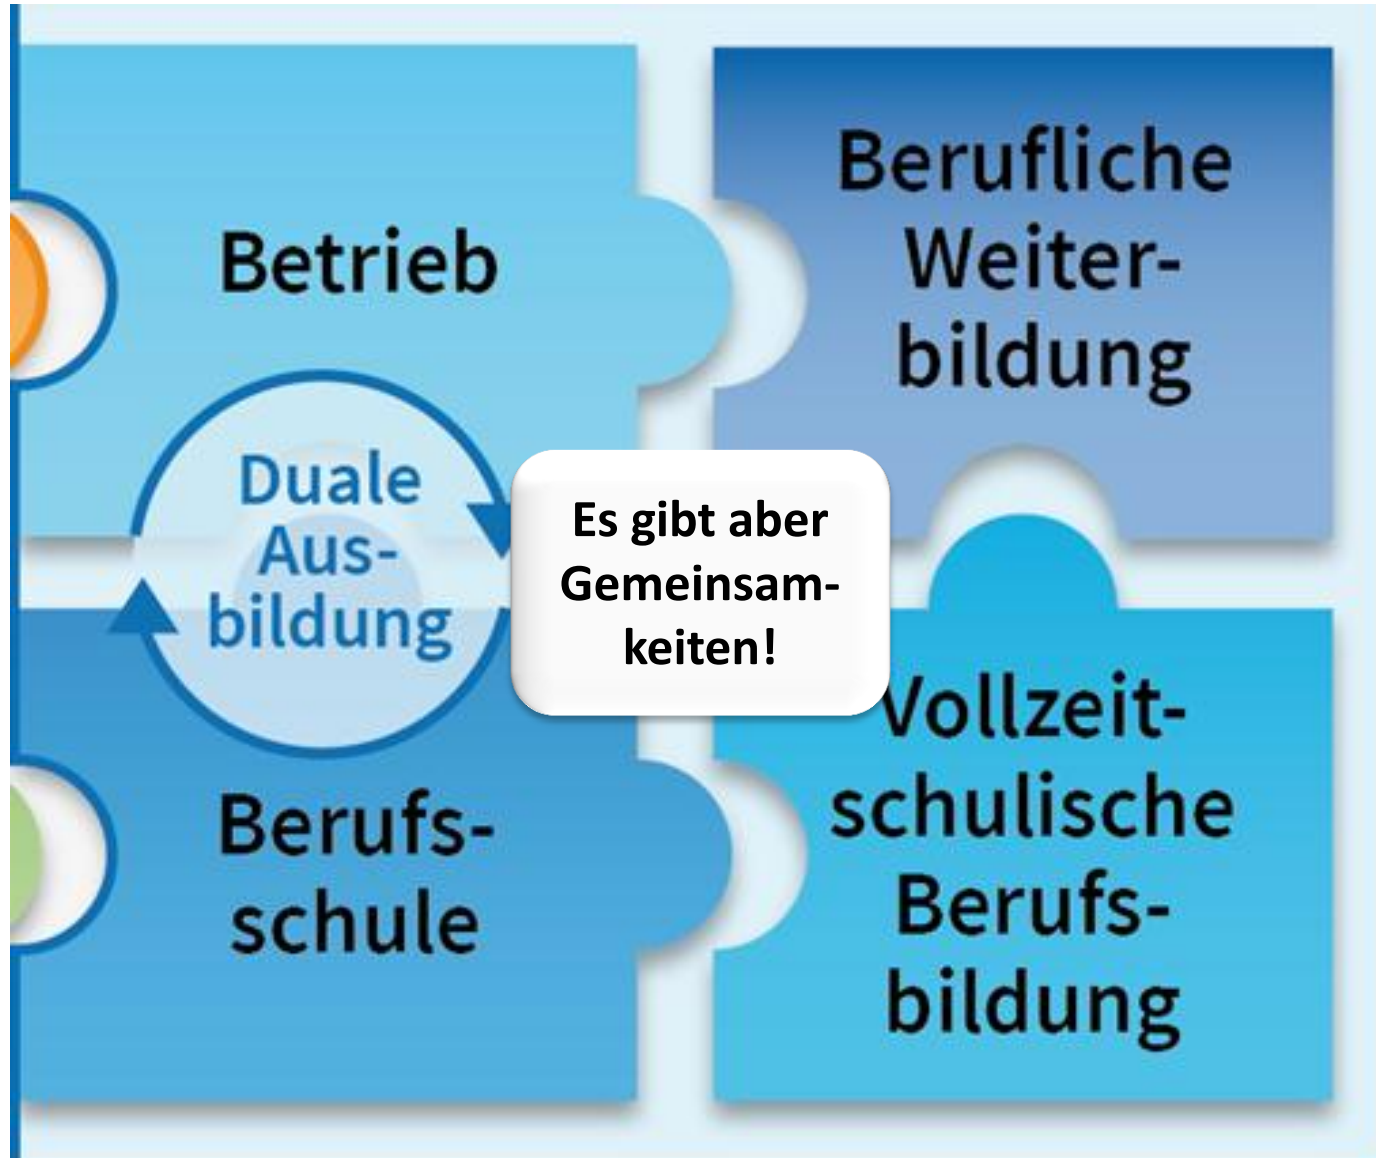 Betrieb
Berufliche
Weiter-
bildung
Duale
Aus-
bildung
Es gibt aber
Gemeinsam-
keiten!
Berufs-
schule
Vollzeit-
schulische
Berufs-
bildung